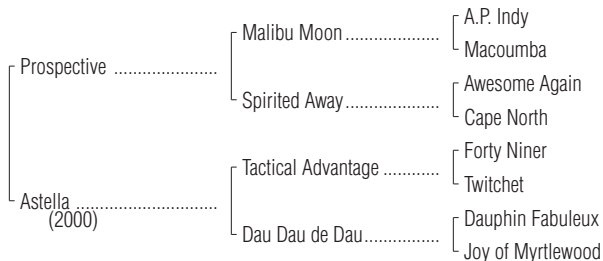 A.P. Indy
Malibu Moon ..................
Macoumba
Prospective ....................
Awesome Again
Spirited Away..................
Cape North
Forty Niner
Tactical Advantage ...........
Twitchet
Astella ...........................
(2000)
Dauphin Fabuleux
Dau Dau de Dau...............
Joy of Myrtlewood